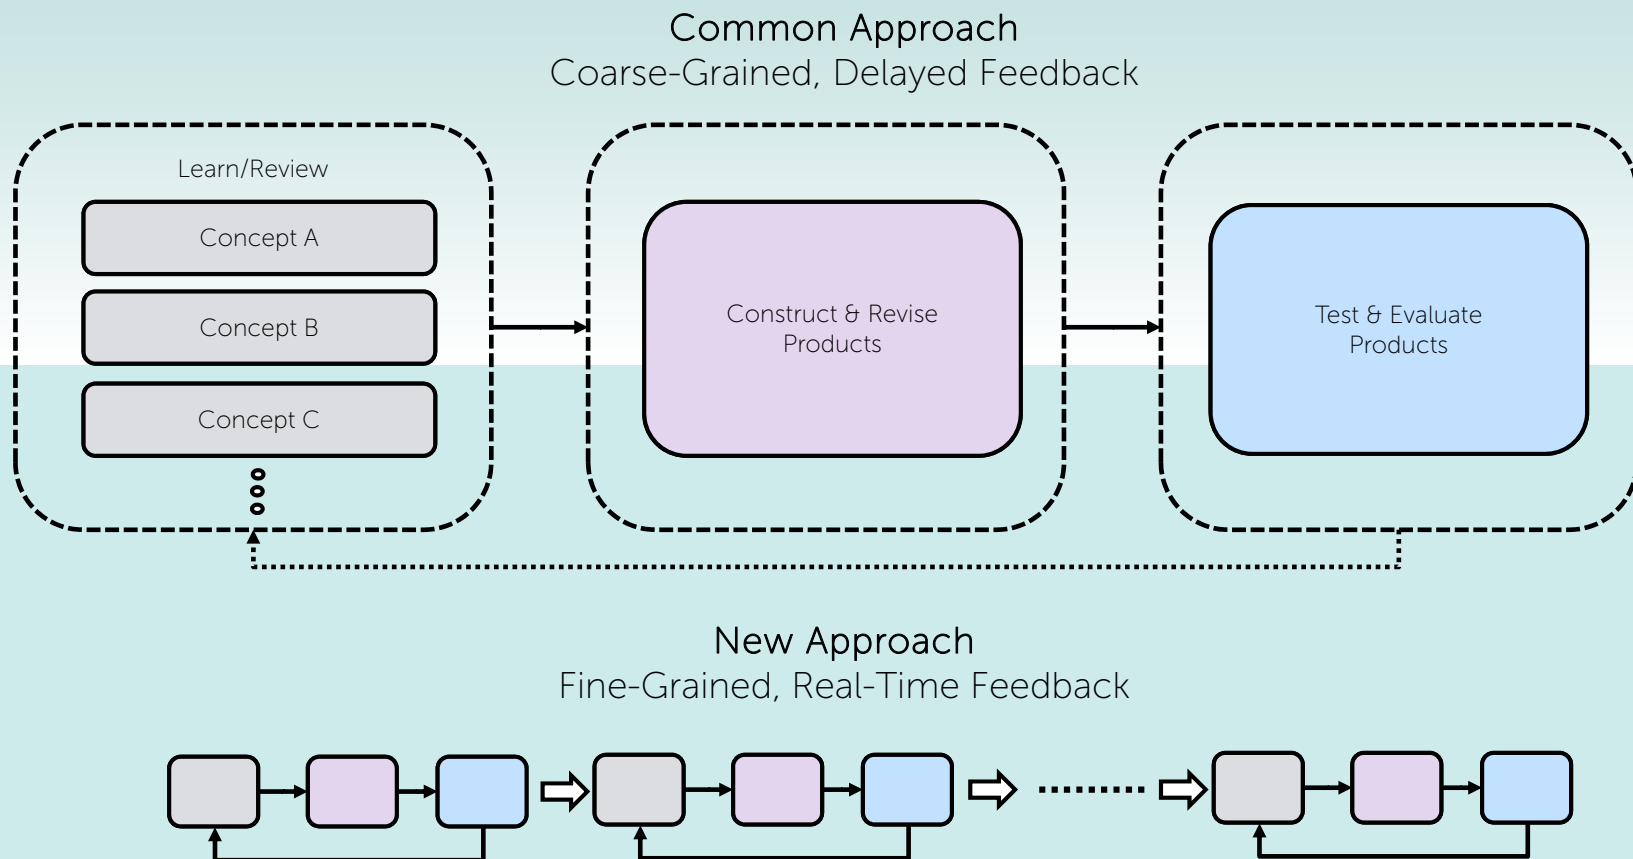 Common Approach
Coarse-Grained, Delayed Feedback
Learn/Review
Concept A
Concept B
Concept C
Construct & Revise
Products
Test & Evaluate
Products
New Approach
Fine-Grained, Real-Time Feedback